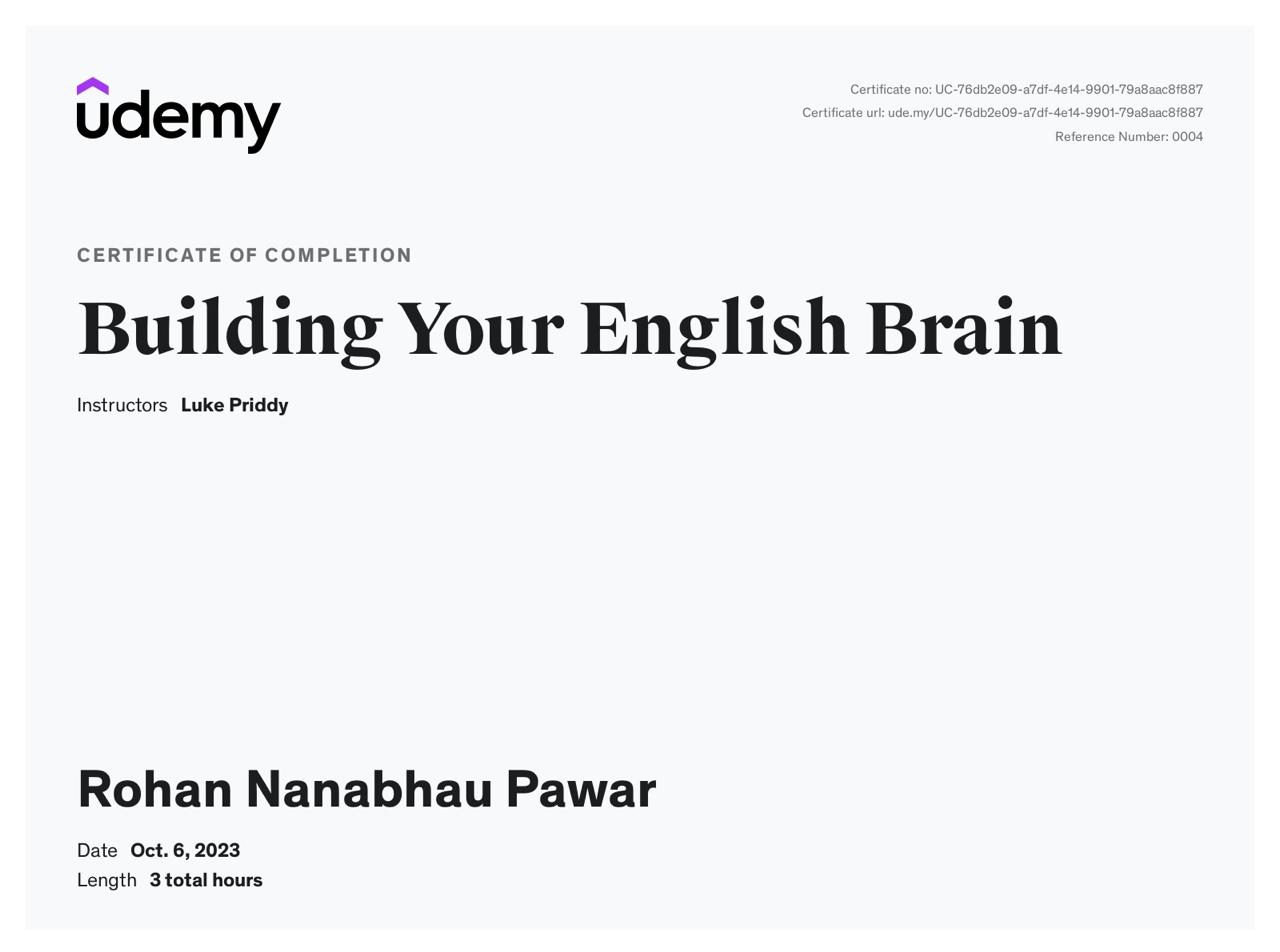 udemy
Certificate no: UC-76db2e09-a7df-4e14-9901-79a8aac8f887
Certificate url: ude.my/UC-76db2e09-a7df-4e14-9901-79a8aac8f887
Reference Number: 0004
CERTIFICATE OF COMPLETION
Building Your English Brain
Instructors Luke Priddy
Rohan Nanabhau Pawar
Date Oct. 6, 2023
Length 3 total hours